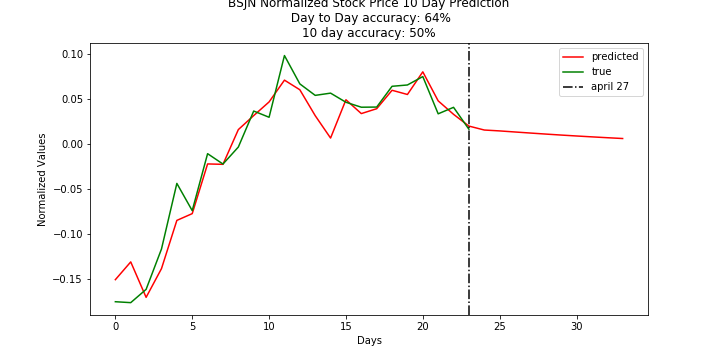 BSJN Normalized Stock Price 10 Day Prediction
Day to Day accuracy: 64%
10 day accuracy: 50%
predicted
true
april 27
0.10
0.05
0.00
−0.05
−0.10
−0.15
Normalized Values
0 5 10 15 20 25 30
Days